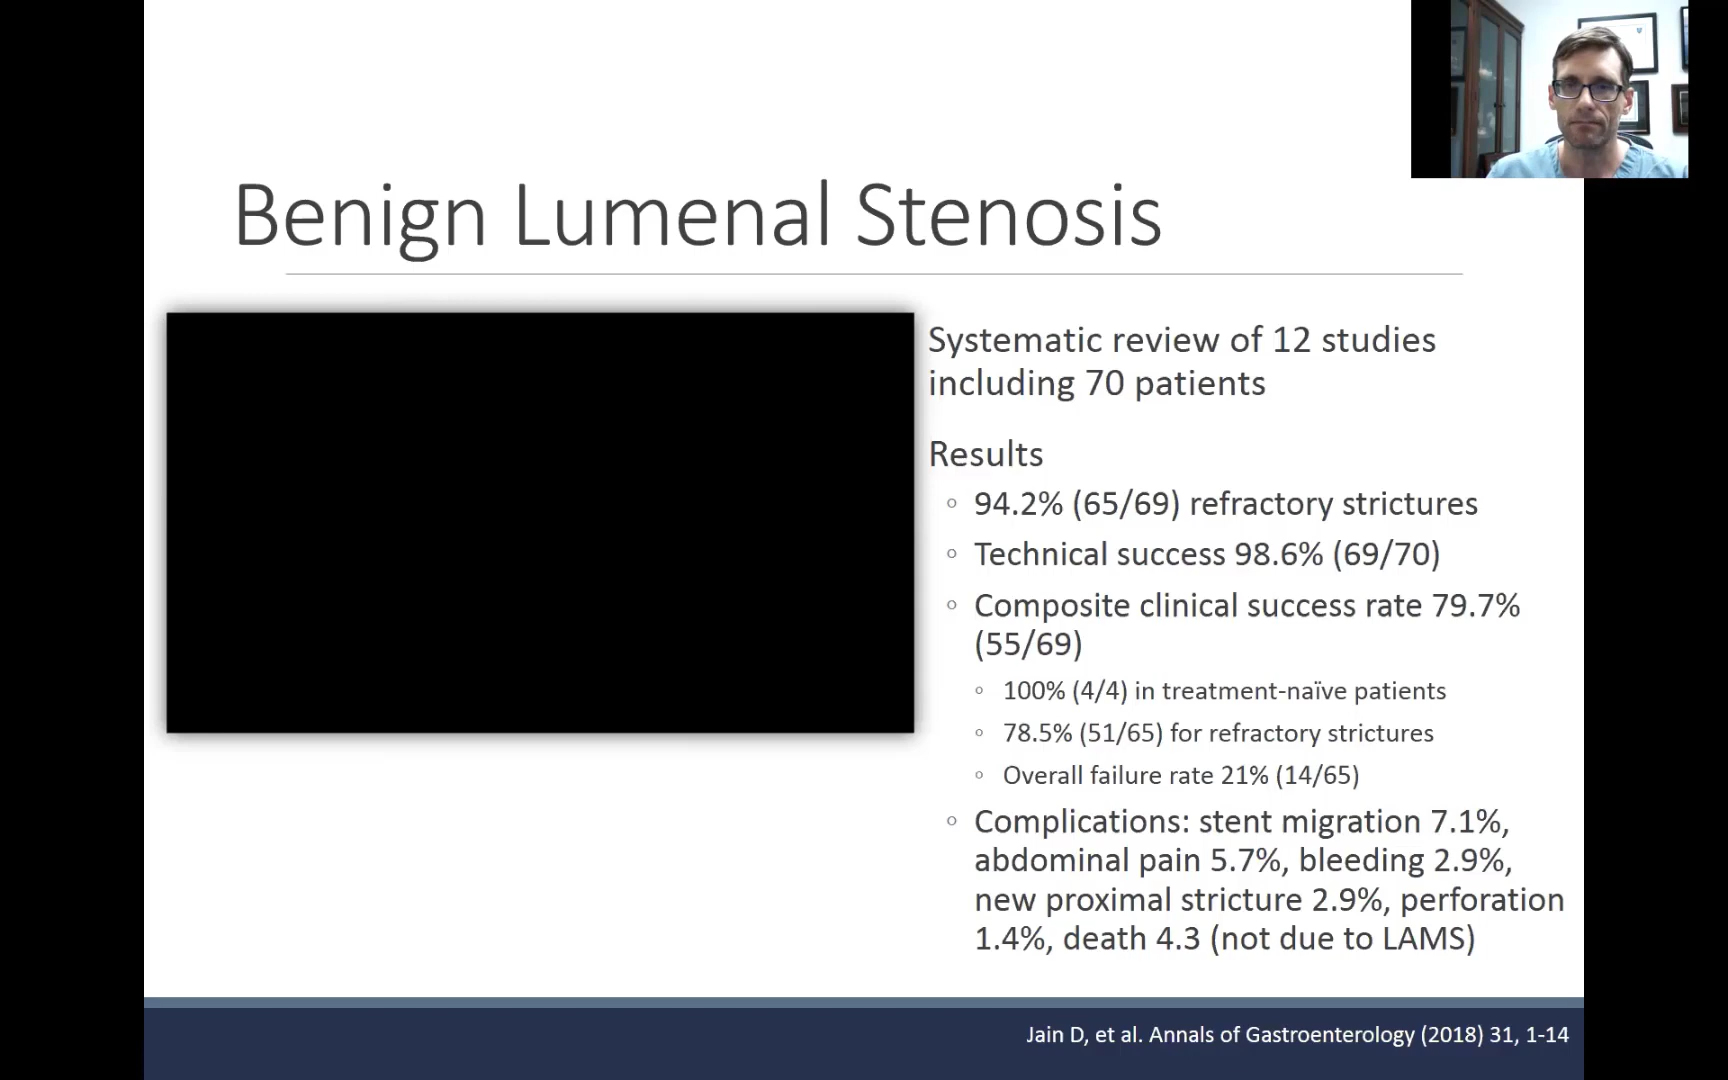 Benign Lumenal Stenosis
Systematic review of 12 studies
including 70 patients
Results
◦ 94.2% (65/69) refractory strictures
◦ Technical success 98.6% (69/70)
◦ Composite clinical success rate 79.7%
(55/69)
◦ 100% (4/4) in treatment-naïve patients
◦ 78.5% (51/65) for refractory strictures
◦ Overall failure rate 21% (14/65)
◦ Complications: stent migration 7.1%,
abdominal pain 5.7%, bleeding 2.9%,
new proximal stricture 2.9%, perforation
1.4%, death 4.3 (not due to LAMS)
Jain D, et al. Annals of Gastroenterology (2018) 31, 1-14